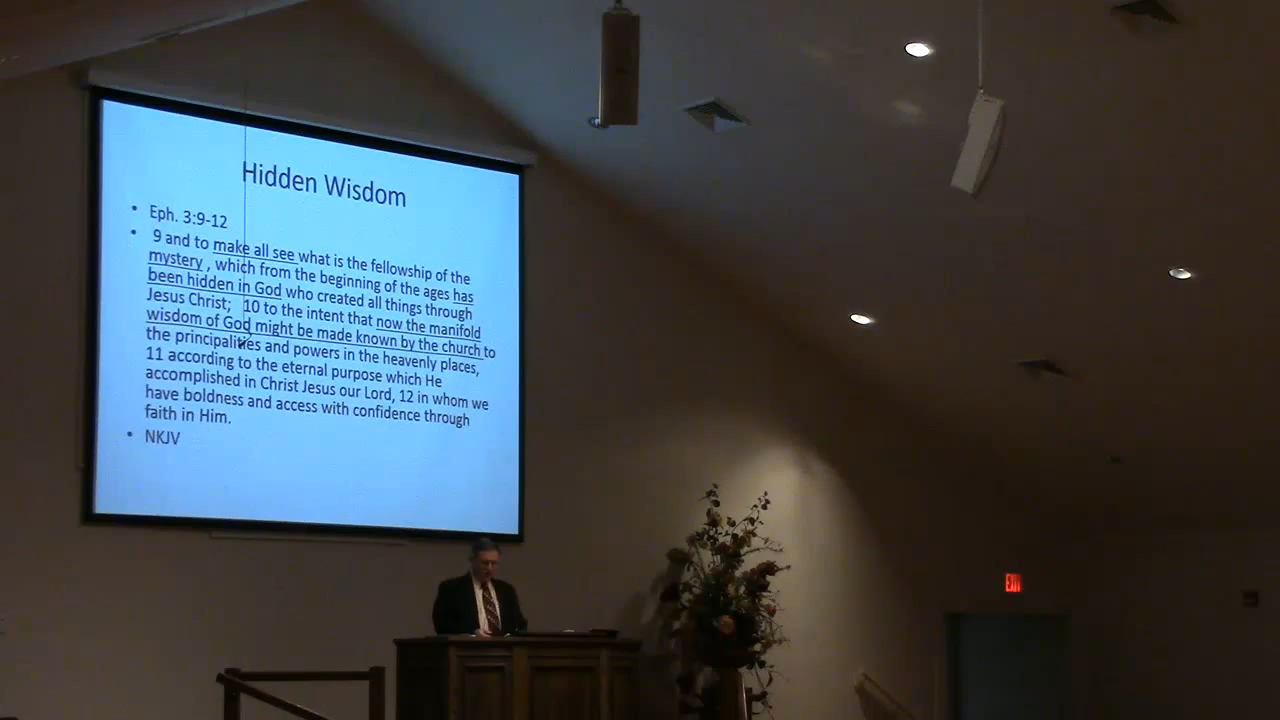 Hidden Wisdom
• Eph. 3:9-12
• 9 and to make all see what is the fellowship of the
mystery , which from the beginning of the ages has
been hidden in God who created all things through
Jesus Christ; 10 to the intent that now the manifold
wisdom of God might be made known by the church to
the principalities and powers in the heavenly places,
11 according to the eternal purpose which He
accomplished in Christ Jesus our Lord, 12 in whom we
have boldness and access with confidence through
faith in Him.
• NKJV
EXIT